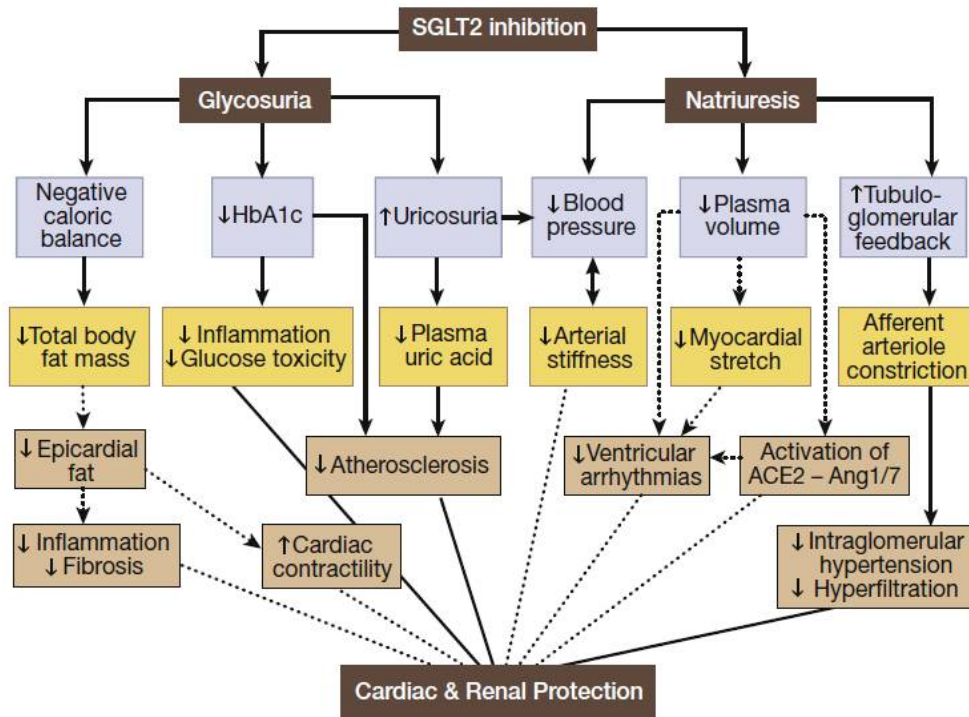 SGLT2 inhibition
Glycosuria
Natriuresis
Negative
caloric
balance
↓HbA1c
↑Uricosuria
↓Blood
pressure
↓Plasma
volume
↑Tubulo-
glomerular
feedback
↓Total body
fat mass
↓ Inflammation
↓Glucose toxicity
↓Plasma
uric acid
↓Arterial
stiffness
↓Myocardial
stretch
Afferent
arteriole
constriction
↓Epicardial
fat
↓Atherosclerosis
↓Ventricular
arrhythmias
Activation of
ACE2 – Ang1/7
↓ Inflammation
↓ Fibrosis
↑Cardiac
contractility
↓ Intraglomerular
hypertension
↓ Hyperfiltration
Cardiac & Renal Protection